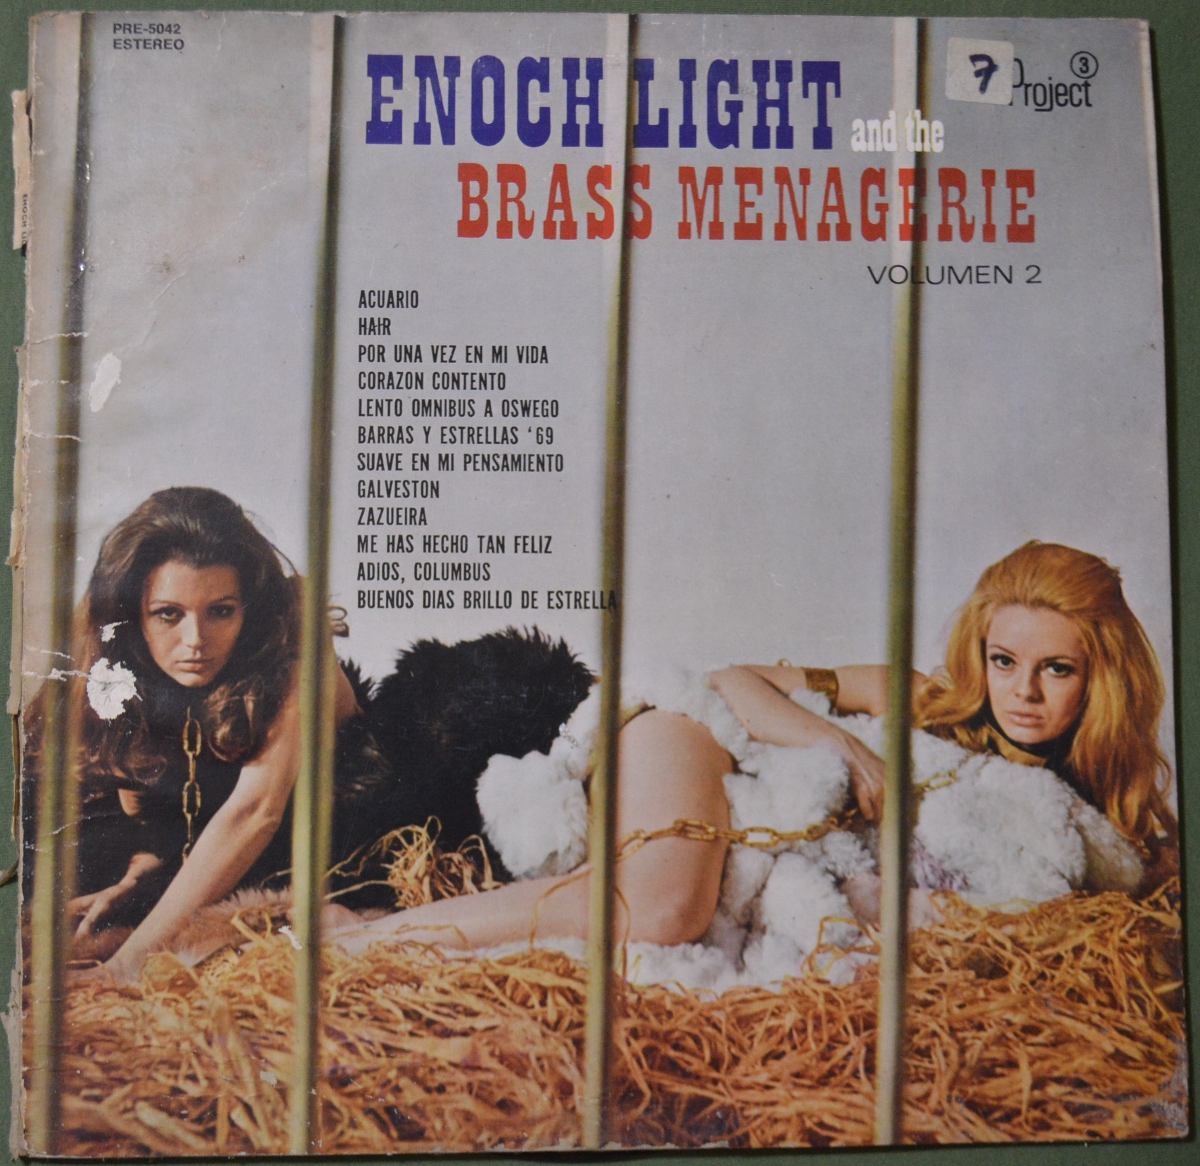 PRE-5042
ESTEREO
ENOCH LIGHT and the
BRASS MENAGERIE
VOLUMEN 2
7
Project 3
ACUARIO
HAIR
POR UNA VEZ EN MI VIDA
CORAZON CONTENTO
LENTO OMNIBUS A OSWEGO
BARRAS Y ESTRELLAS '69
SUAVE EN MI PENSAMIENTO
GALVESTON
ZAZUEIRA
ME HAS HECHO TAN FELIZ
ADIOS, COLUMBUS
BUENOS DIAS BRILLO DE ESTRELLA